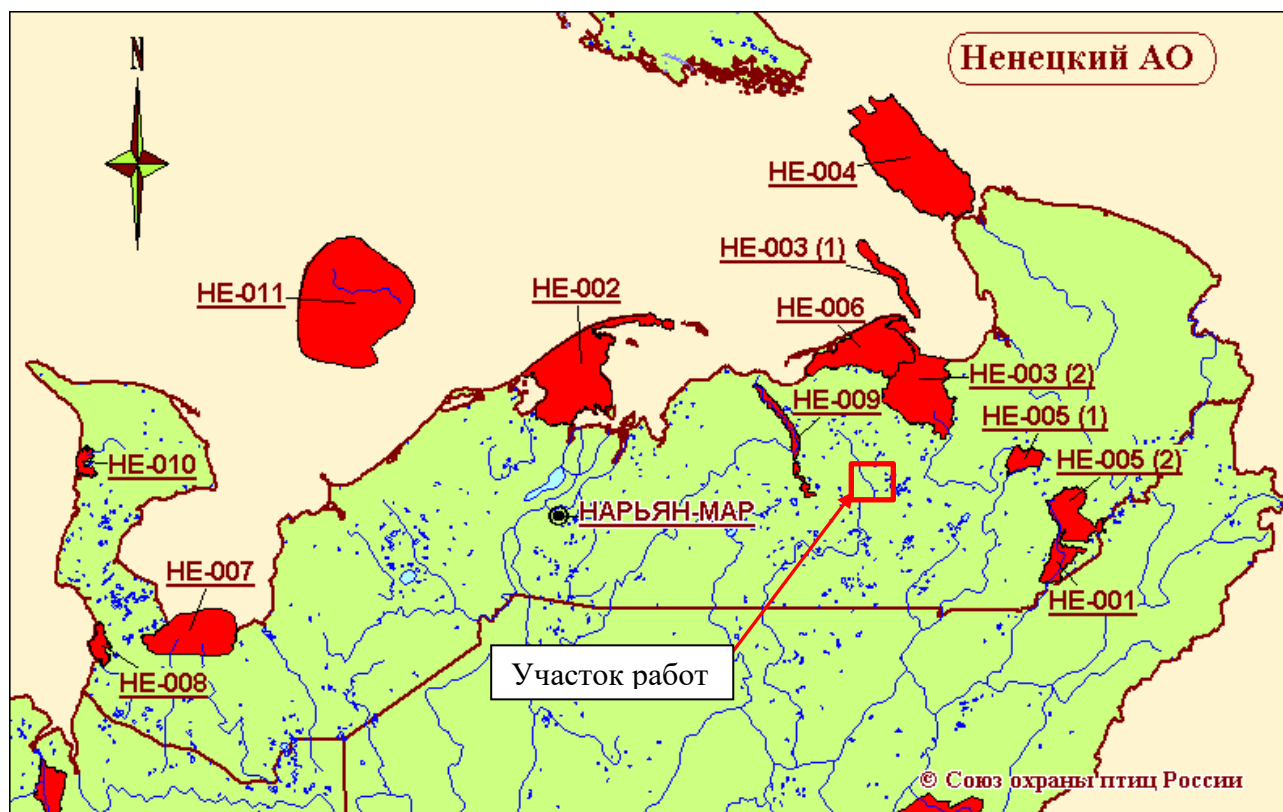 N
Ненецкий АО
НЕ-004
НЕ-003 (1)
НЕ-011
НЕ-002
НЕ-006
НЕ-003 (2)
НЕ-009
НЕ-005 (1)
НЕ-010
НЕ-005 (2)
НАРЬЯН-МАР
НЕ-007
НЕ-001
Участок работ
НЕ-008
© Союз охраны птиц России